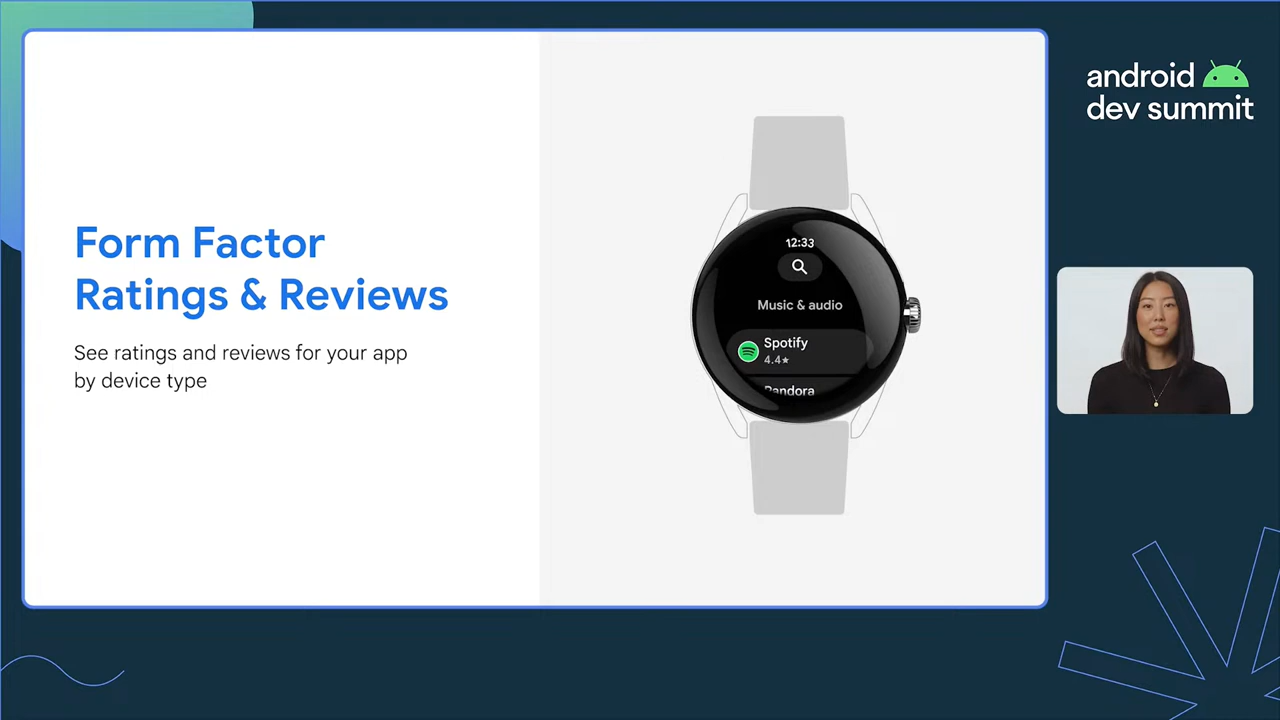 Form Factor
Ratings & Reviews
See ratings and reviews for your app
by device type
12:33
Music & audio
Spotify
4.4★
Pandora
android
dev summit